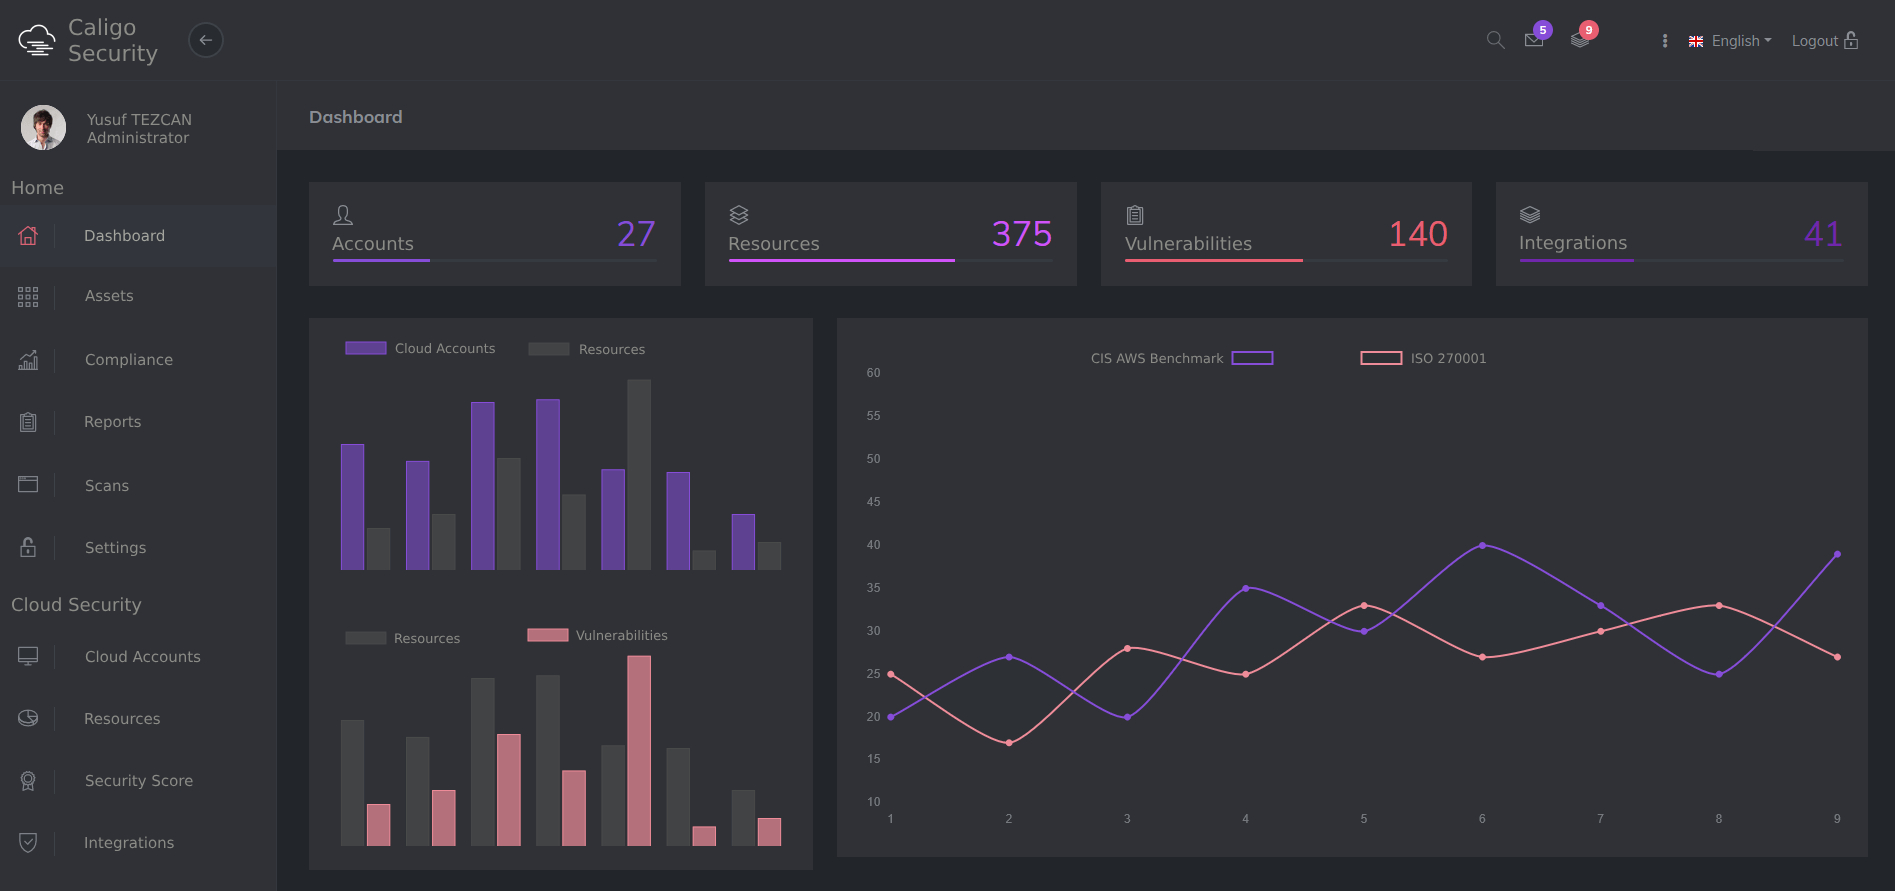 Caligo
Security
5
9
English
Logout
Yusuf TEZCAN
Administrator
Home
Dashboard
Assets
Compliance
Reports
Scans
Settings
Cloud Security
Cloud Accounts
Resources
Security Score
Integrations
Dashboard
Accounts
27
Resources
375
Vulnerabilities
140
Integrations
41
Cloud Accounts
Resources
Resources
Vulnerabilities
CIS AWS Benchmark
ISO 270001
60
55
50
45
40
35
30
25
20
15
10
1 2 3 4 5 6 7 8 9